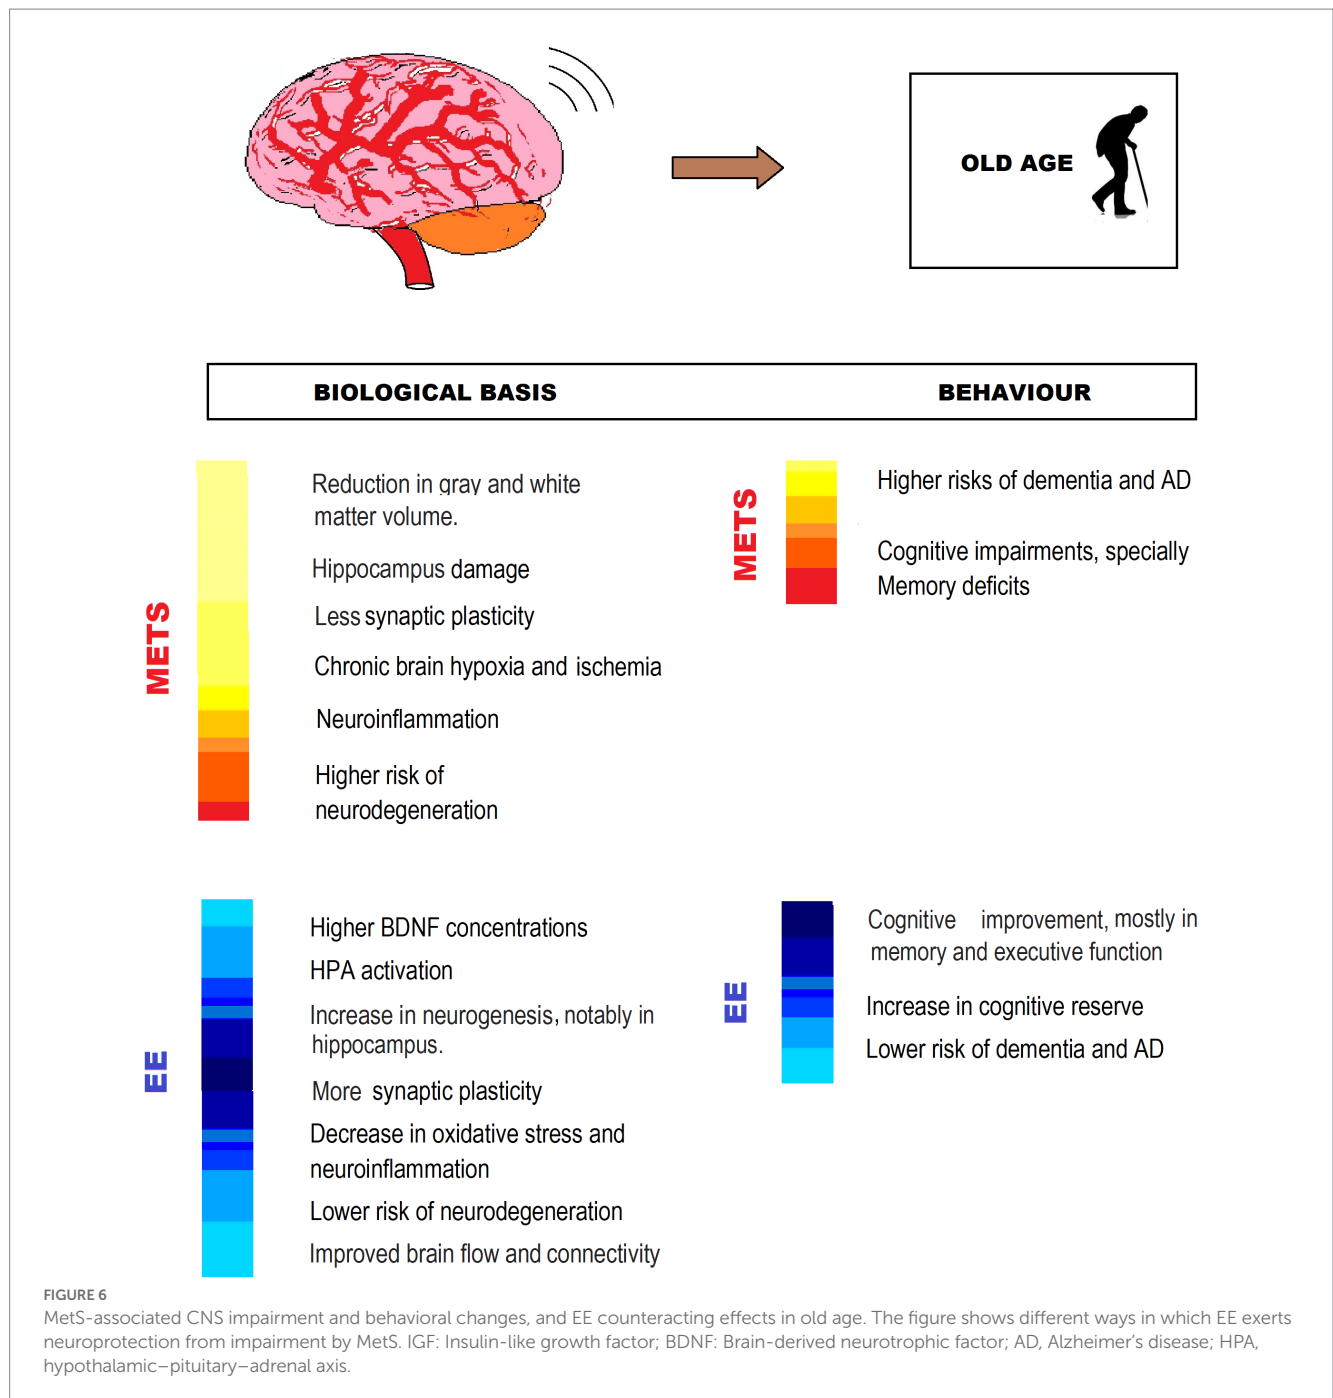 OLD AGE
BIOLOGICAL BASIS
BEHAVIOUR
METS
Reduction in gray and white
matter volume.
Hippocampus damage
Less synaptic plasticity
Chronic brain hypoxia and ischemia
Neuroinflammation
Higher risk of
neurodegeneration
METS
Higher risks of dementia and AD
Cognitive impairments, specially
Memory deficits
EE
Higher BDNF concentrations
HPA activation
Increase in neurogenesis, notably in
hippocampus.
More synaptic plasticity
Decrease in oxidative stress and
neuroinflammation
Lower risk of neurodegeneration
Improved brain flow and connectivity
EE
Cognitive improvement, mostly in
memory and executive function
Increase in cognitive reserve
Lower risk of dementia and AD
FIGURE 6
MetS-associated CNS impairment and behavioral changes, and EE counteracting effects in old age. The figure shows different ways in which EE exerts
neuroprotection from impairment by MetS. IGF: Insulin-like growth factor; BDNF: Brain-derived neurotrophic factor; AD, Alzheimer's disease; HPA,
hypothalamic–pituitary–adrenal axis.